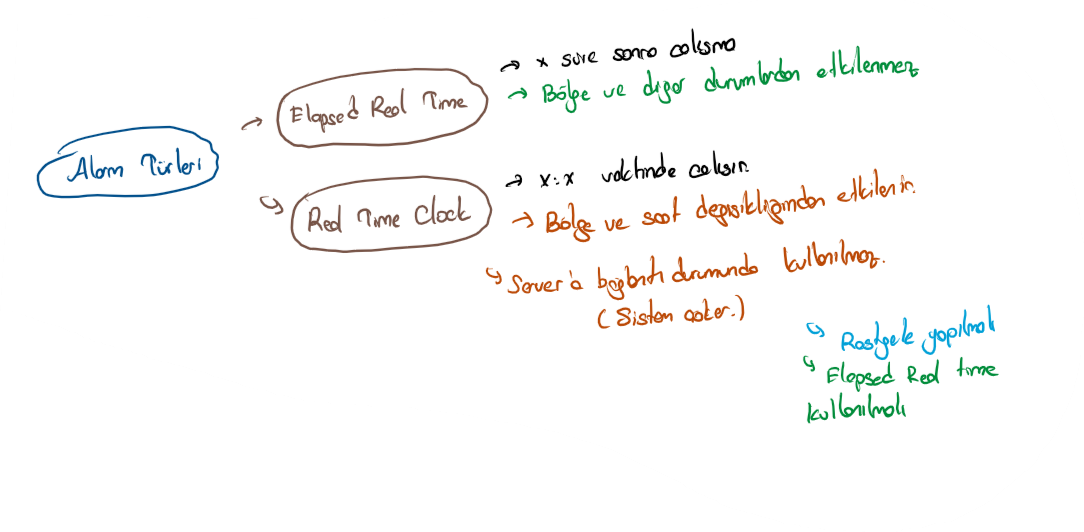 Alarm Türleri
→ Elapsed Real Time
→ x süre sonra çalışma
→ Bölge ve diğer durumlardan etkilenmez
↳ Real Time Clock
→ x:x vaktinde çalışır.
→ Bölge ve saat değişikliğinden etkilenir.
↳ Server'a bağlantı durumunda kullanılmaz.
(Sistem çöker.)
↳ Rastgele yapılmalı
↳ Elapsed Real time
kullanılmalı